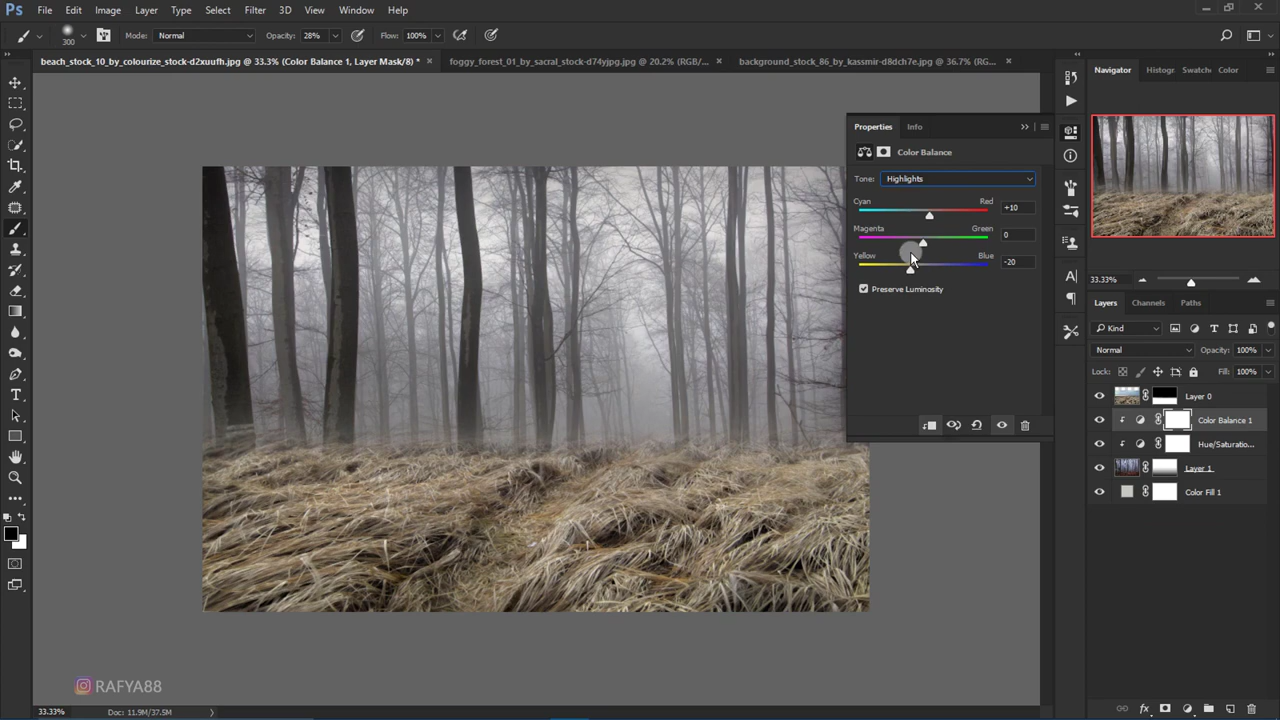 Ps File Edit Image Layer Type Select Filter 3D View Window Help
300 Mode: Normal Opacity: 28% Flow: 100%
beach_stock_10_by_colourize_stock-d2xuufh.jpg @ 33.3% (Color Balance 1, Layer Mask/8) * × foggy_forest_01_by_sacral_stock-d74yjpg.jpg @ 20.2% (RGB/... × background_stock_86_by_kassmir-d8dch7e.jpg @ 36.7% (RG... ×
Navigator Histogr Swatch Color
Properties Info
Color Balance
Tone: Highlights
Cyan Red +10
Magenta Green 0
Yellow Blue -20
Preserve Luminosity
33.33%
Layers Channels Paths
Kind
Normal Opacity: 100%
Lock: Fill: 100%
Layer 0
Color Balance 1
Hue/Saturatio...
Layer 1
Color Fill 1
RAFYA88
33.33% Doc: 11.9M/37.5M